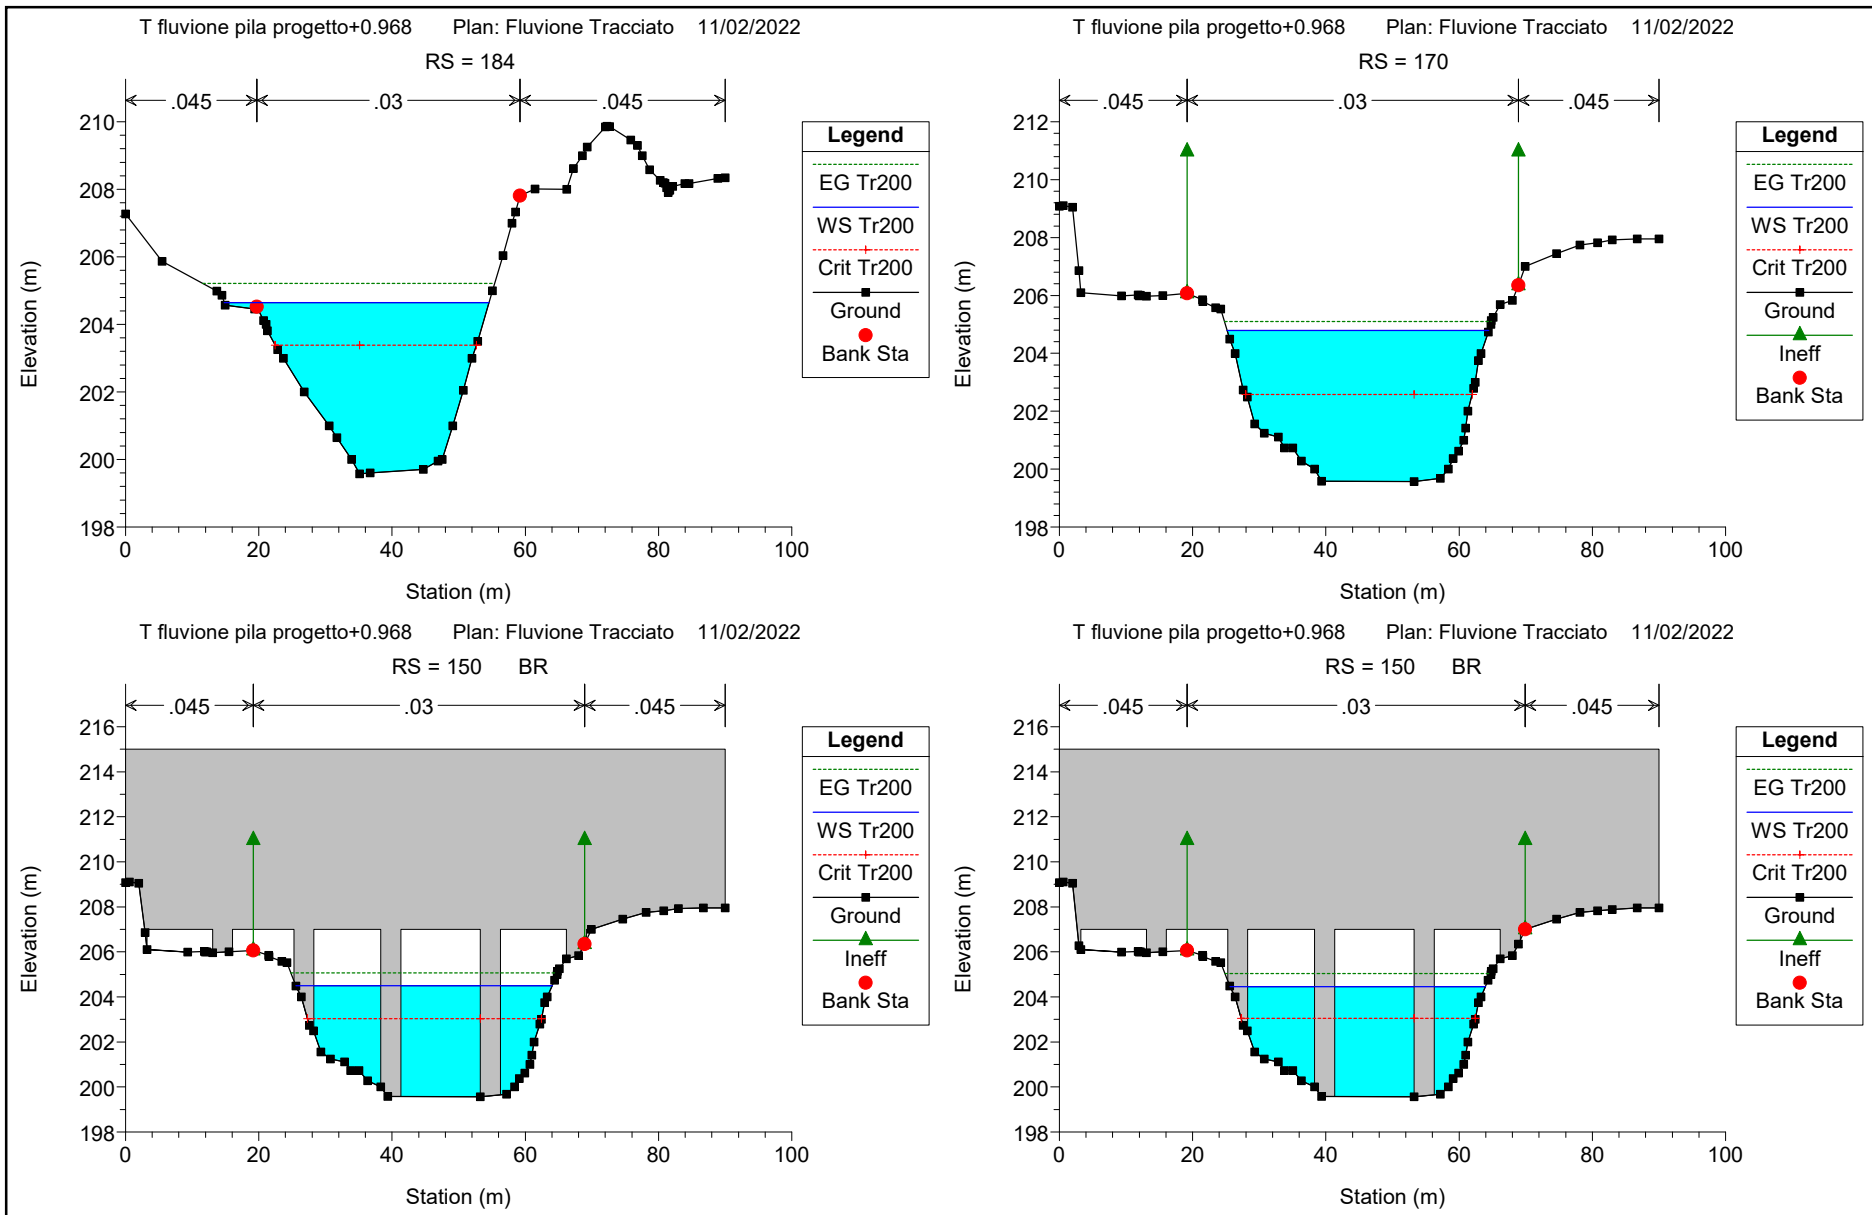 T fluvione pila progetto+0.968 Plan: Fluvione Tracciato 11/02/2022
RS = 184
.045 .03 .045
210
208
206
204
202
200
198
Elevation (m)
0 20 40 60 80 100
Station (m)
Legend
EG Tr200
WS Tr200
Crit Tr200
Ground
Bank Sta
T fluvione pila progetto+0.968 Plan: Fluvione Tracciato 11/02/2022
RS = 170
.045 .03 .045
212
210
208
206
204
202
200
198
Elevation (m)
0 20 40 60 80 100
Station (m)
Legend
EG Tr200
WS Tr200
Crit Tr200
Ground
Ineff
Bank Sta
T fluvione pila progetto+0.968 Plan: Fluvione Tracciato 11/02/2022
RS = 150 BR
.045 .03 .045
216
214
212
210
208
206
204
202
200
198
Elevation (m)
0 20 40 60 80 100
Station (m)
Legend
EG Tr200
WS Tr200
Crit Tr200
Ground
Ineff
Bank Sta
T fluvione pila progetto+0.968 Plan: Fluvione Tracciato 11/02/2022
RS = 150 BR
.045 .03 .045
216
214
212
210
208
206
204
202
200
198
Elevation (m)
0 20 40 60 80 100
Station (m)
Legend
EG Tr200
WS Tr200
Crit Tr200
Ground
Ineff
Bank Sta